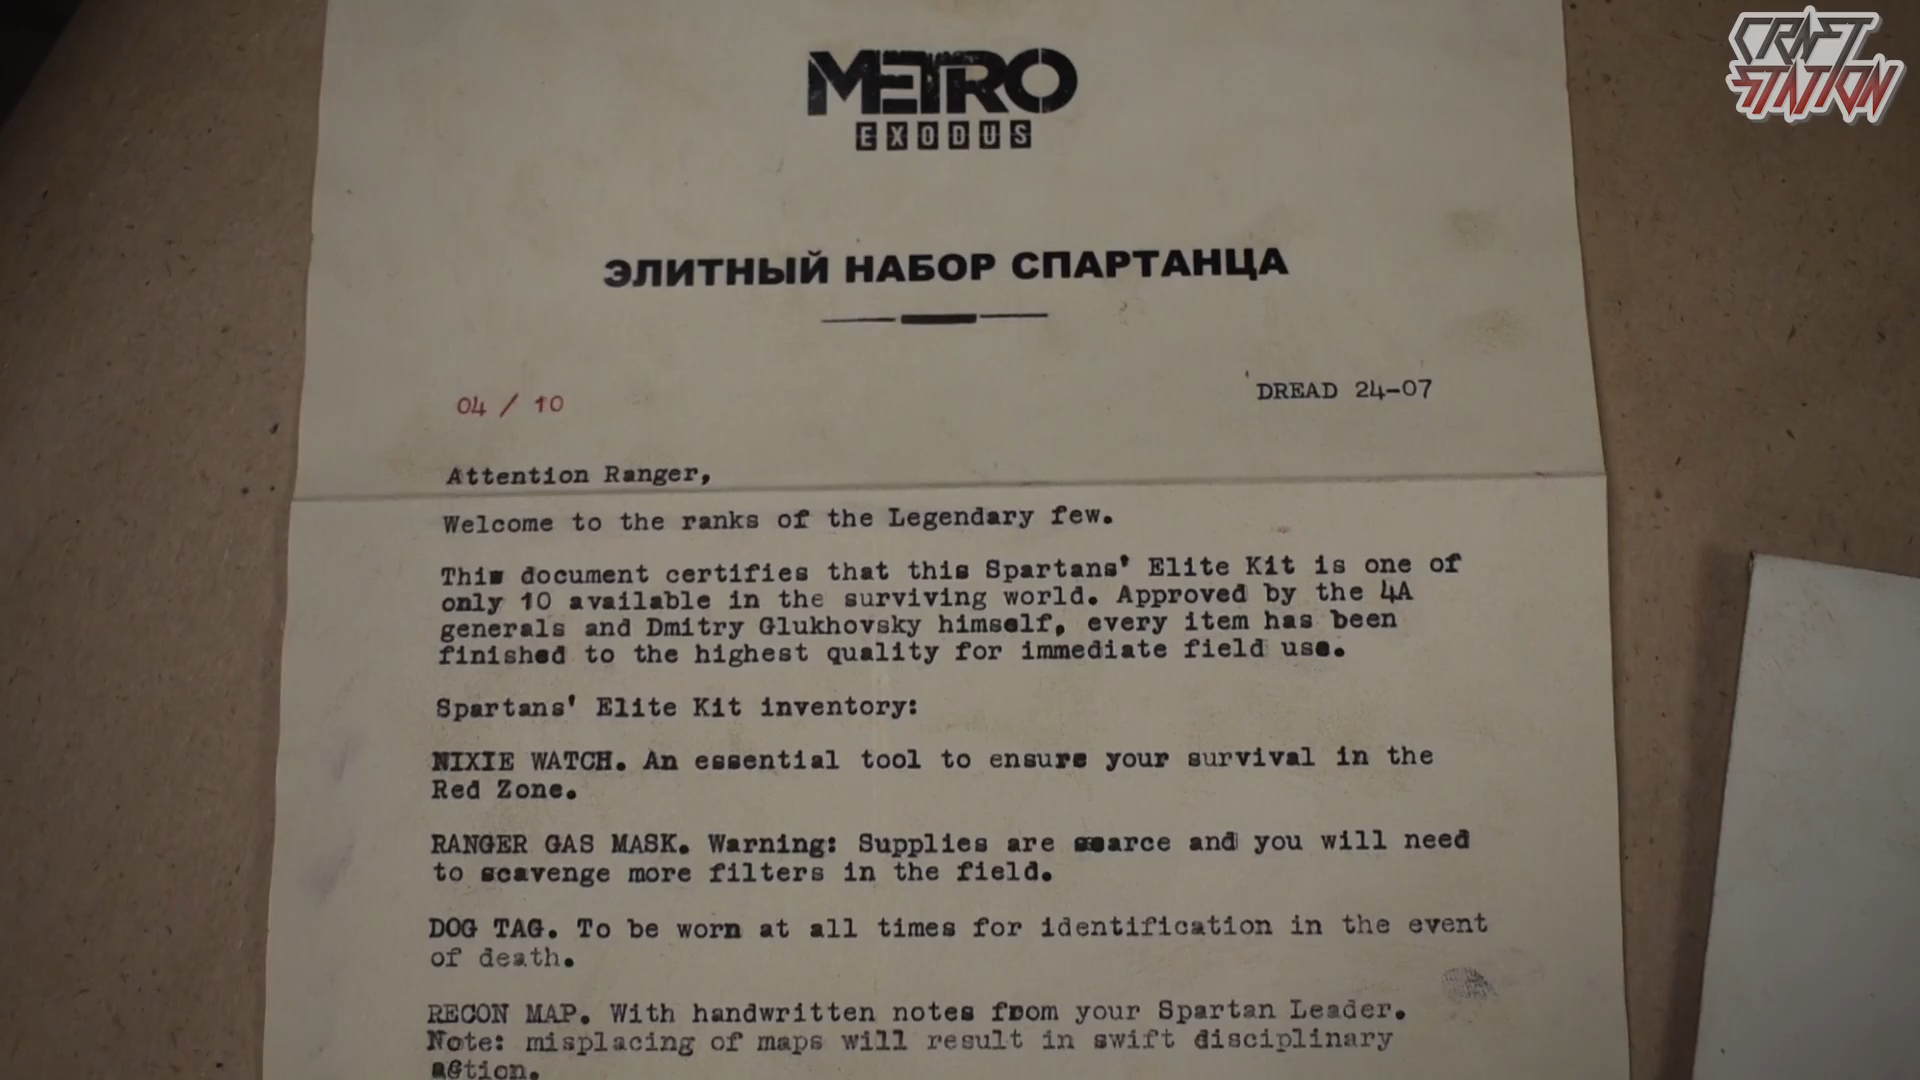 CRAFT
STATION
METRO
EXODUS
ЭЛИТНЫЙ НАБОР СПАРТАНЦА
04 / 10
DREAD 24-07
Attention Ranger,
Welcome to the ranks of the Legendary few.
This document certifies that this Spartans' Elite Kit is one of
only 10 available in the surviving world. Approved by the 4A
generals and Dmitry Glukhovsky himself, every item has been
finished to the highest quality for immediate field use.
Spartans' Elite Kit inventory:
NIXIE WATCH. An essential tool to ensure your survival in the
Red Zone.
RANGER GAS MASK. Warning: Supplies are scarce and you will need
to scavenge more filters in the field.
DOG TAG. To be worn at all times for identification in the event
of death.
RECON MAP. With handwritten notes from your Spartan Leader.
Note: misplacing of maps will result in swift disciplinary
action.